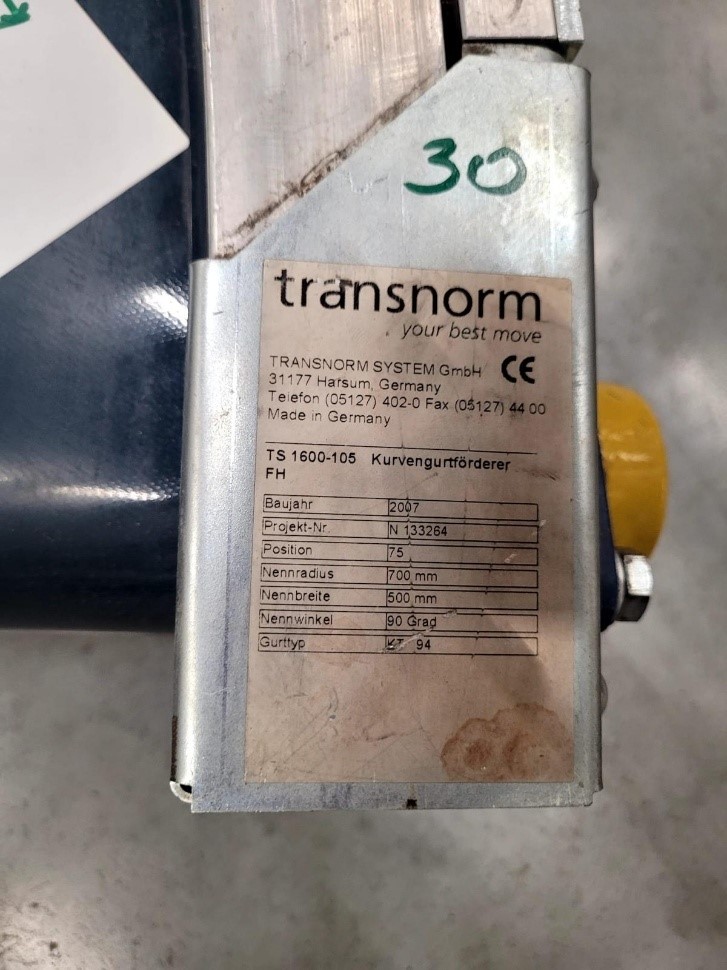 30
transnorm
your best move
TRANSNORM SYSTEM GmbH CE
31177 Harsum, Germany
Telefon (05127) 402-0 Fax (05127) 44 00
Made in Germany
TS 1600-105 Kurvengurtförderer
FH
Baujahr 2007
Projekt-Nr. N 133264
Position 75
Nennradius 700 mm
Nennbreite 500 mm
Nennwinkel 90 Grad
Gurttyp 94